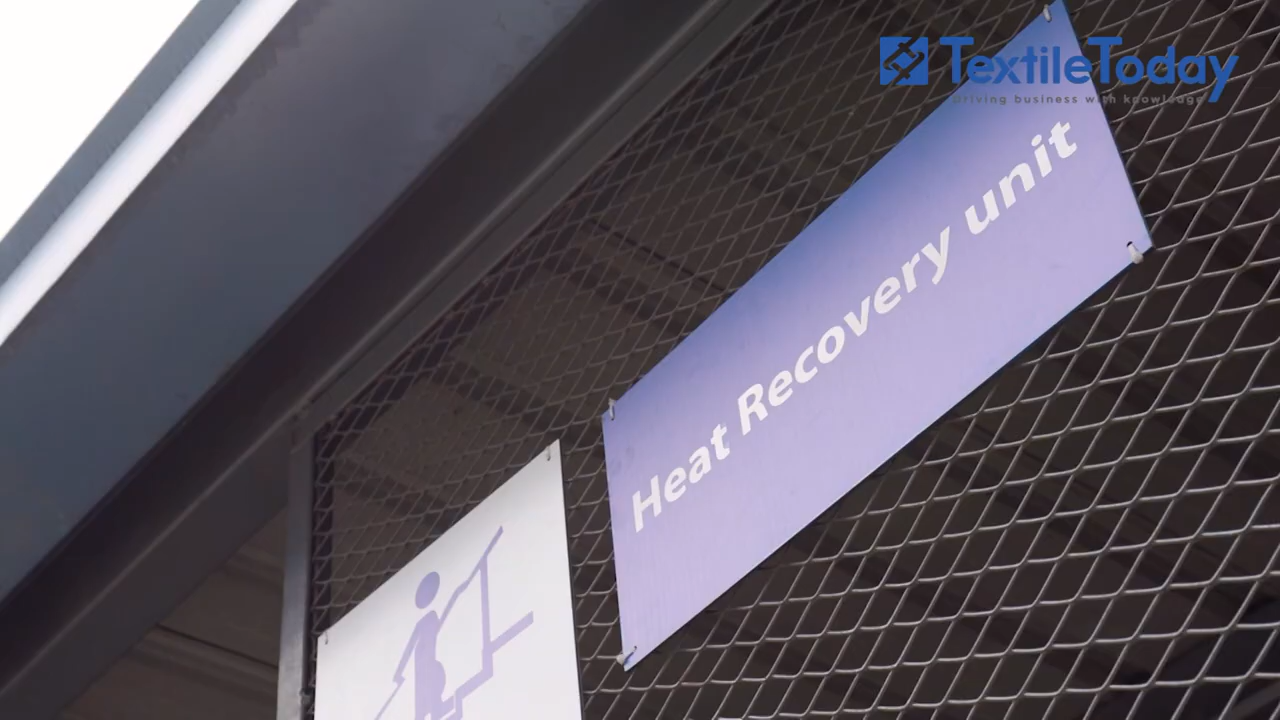 TextileToday
Driving business with knowledge
Heat Recovery unit